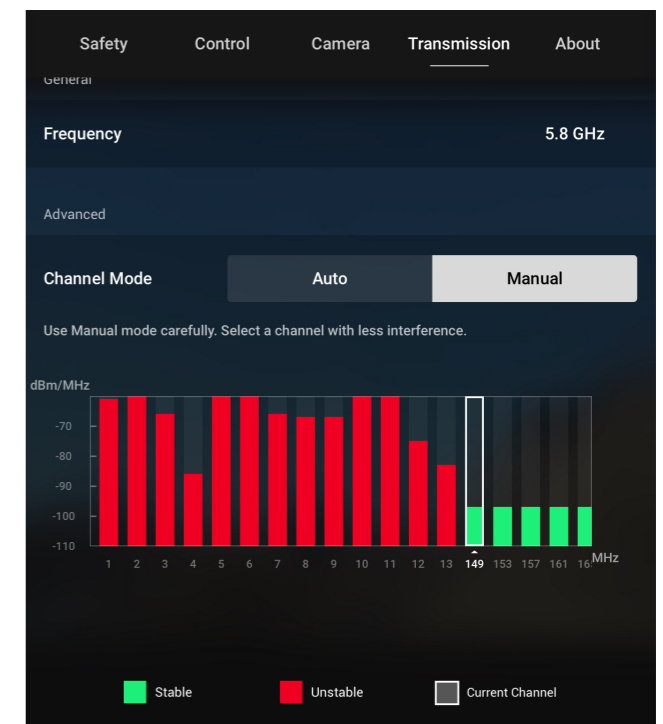 Safety Control Camera Transmission About
General
Frequency 5.8 GHz
Advanced
Channel Mode Auto Manual
Use Manual mode carefully. Select a channel with less interference.
dBm/MHz
-70
-80
-90
-100
-110
1 2 3 4 5 6 7 8 9 10 11 12 13 149 153 157 161 16 MHz
Stable Unstable Current Channel